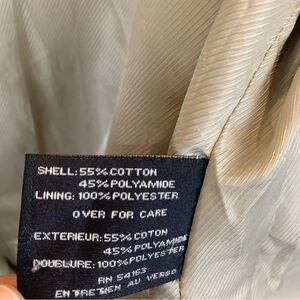 SHELL: 55% COTTON
45% POLYAMIDE
LINING: 100% POLYESTER
OVER FOR CARE
EXTERIEUR: 55% COTON
45% POLYAMIDE
DOUBLURE: 100% POLYESTER
RN 54163
ENTRETIEN AU VERSO